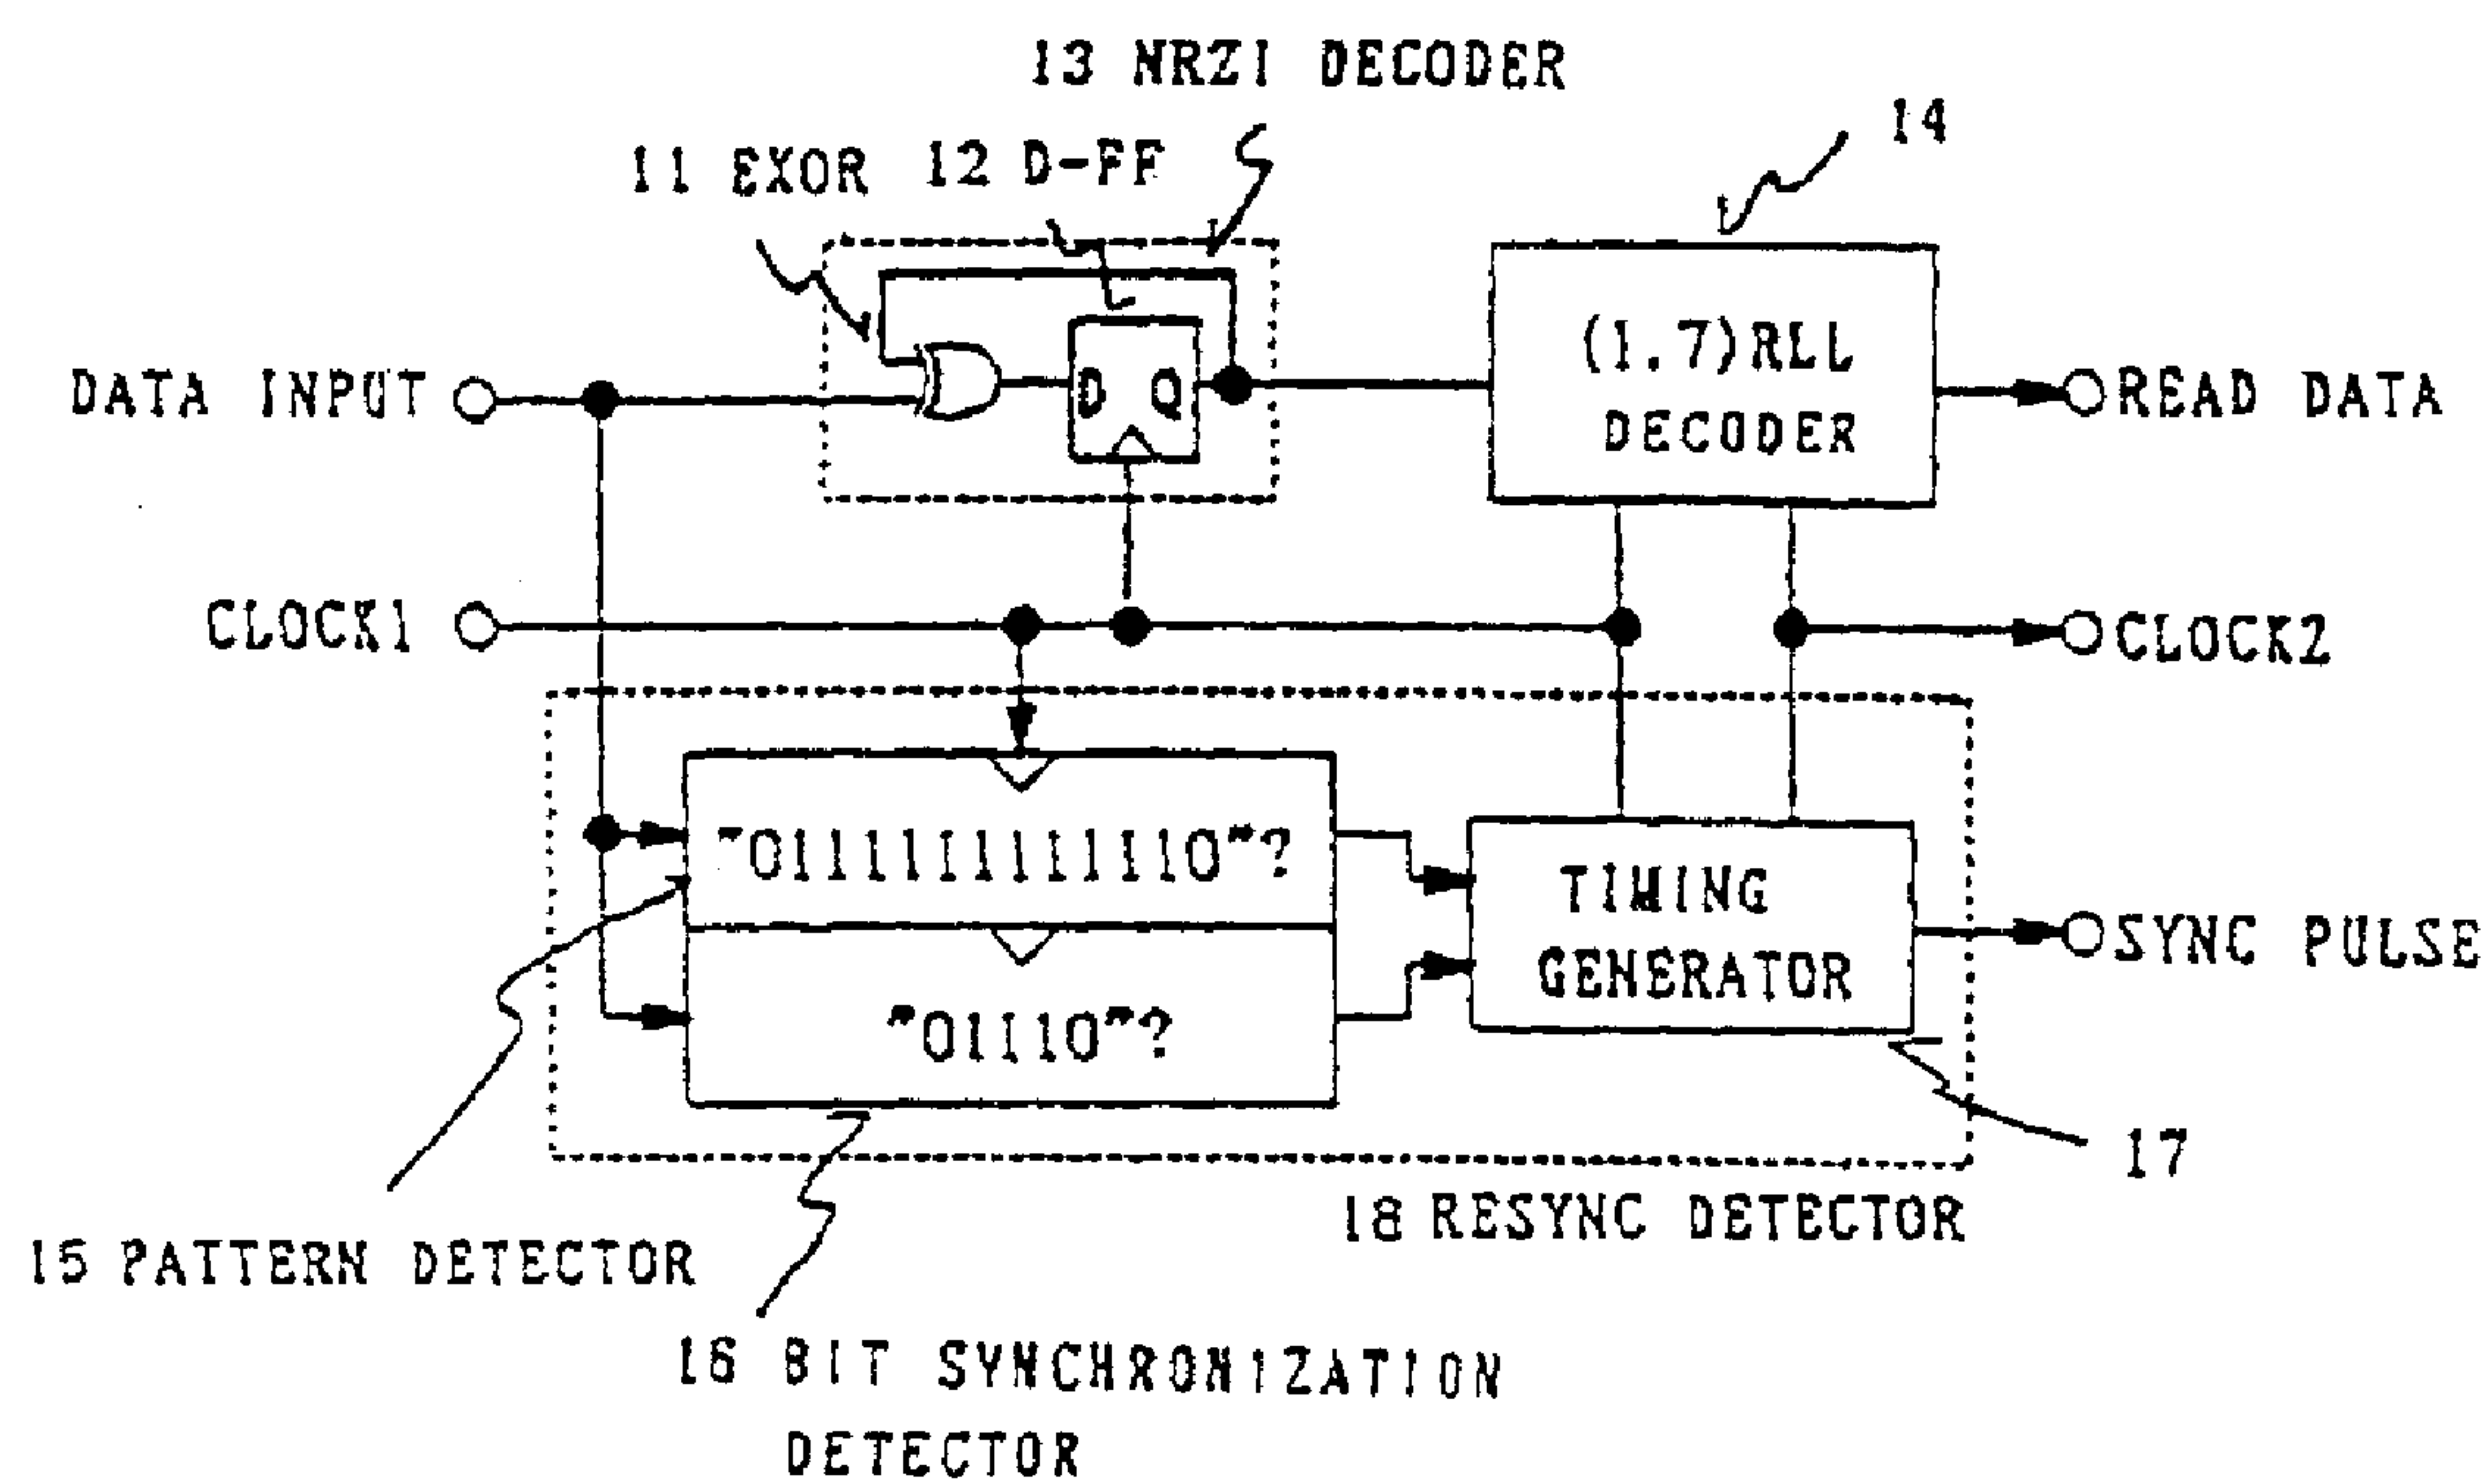 13 NRZI DECODER
14
11 EXOR
12 D-FF
DATA INPUT
D Q
(1.7)RLL
DECODER
READ DATA
CLOCK1
CLOCK2
"0111111111110"?
TIMING
GENERATOR
SYNC PULSE
"01110"?
17
18 RESYNC DETECTOR
15 PATTERN DETECTOR
16 BIT SYNCHRONIZATION
DETECTOR